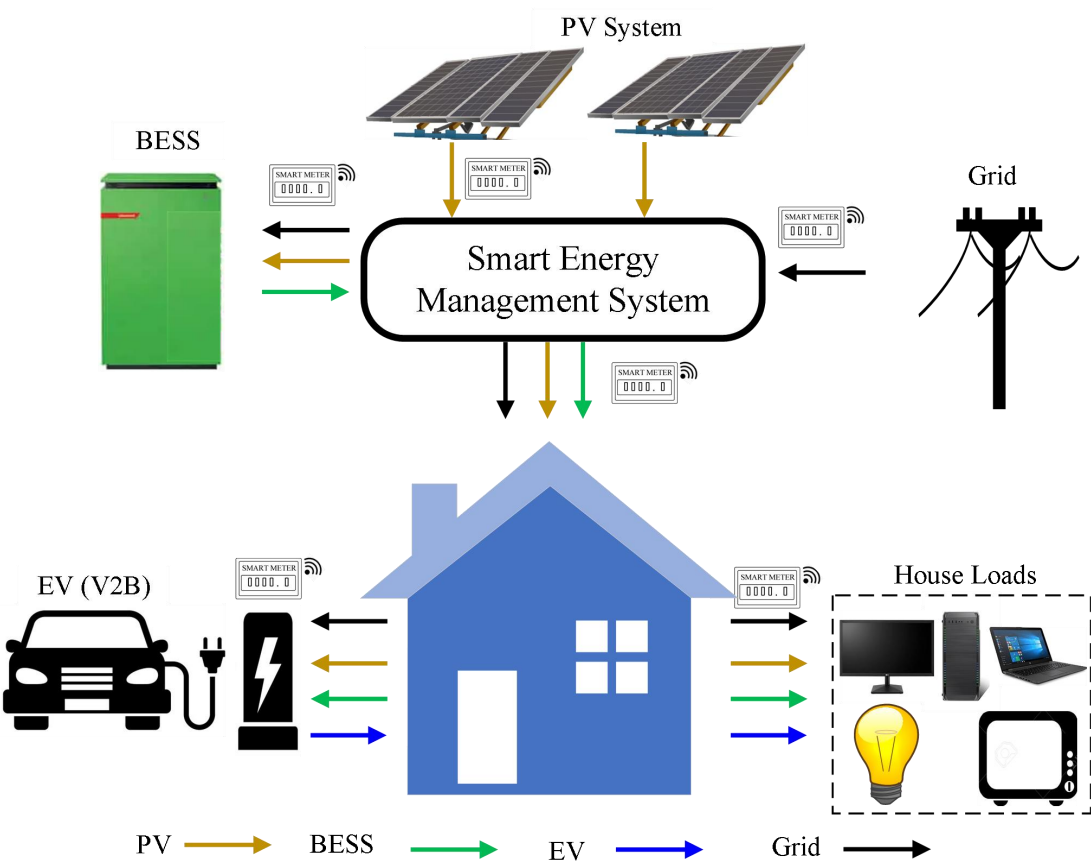 PV System
BESS
SMART METER
0000.0
SMART METER
0000.0
Grid
SMART METER
0000.0
Smart Energy
Management System
SMART METER
0000.0
EV (V2B)
SMART METER
0000.0
SMART METER
0000.0
House Loads
PV
BESS
EV
Grid